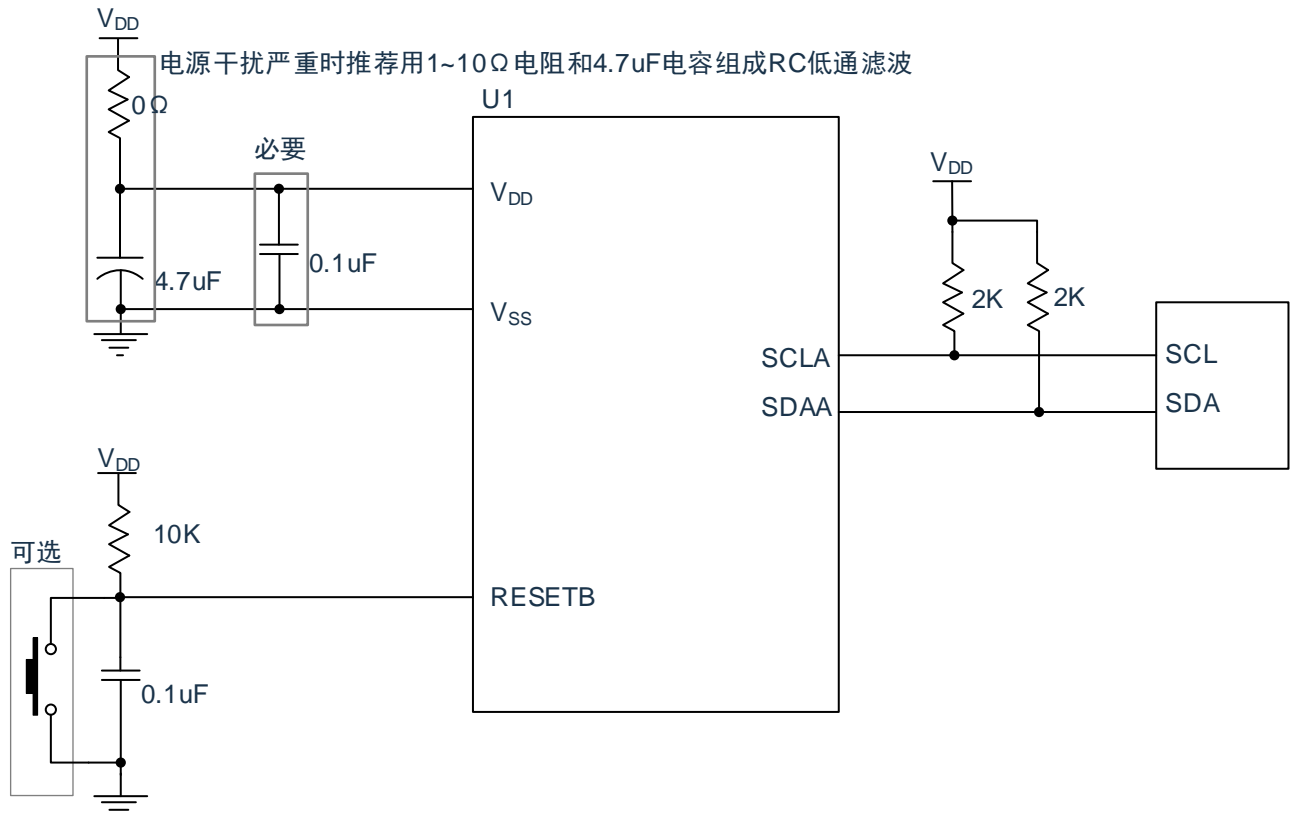 VDD
电源干扰严重时推荐用1~10Ω电阻和4.7uF电容组成RC低通滤波
0Ω
U1
必要
VDD
VDD
0.1uF
4.7uF
2K
2K
VSS
SCLA
SCL
SDAA
SDA
VDD
10K
可选
RESETB
0.1uF